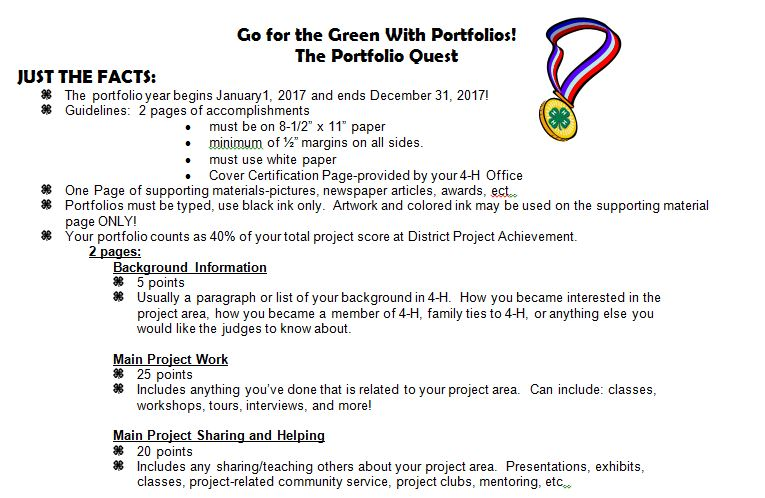 Go for the Green With Portfolios!
The Portfolio Quest
JUST THE FACTS:
⌘ The portfolio year begins January1, 2017 and ends December 31, 2017!
⌘ Guidelines: 2 pages of accomplishments
• must be on 8-1/2” x 11” paper
• minimum of ½” margins on all sides.
• must use white paper
• Cover Certification Page-provided by your 4-H Office
⌘ One Page of supporting materials-pictures, newspaper articles, awards, ect..
⌘ Portfolios must be typed, use black ink only. Artwork and colored ink may be used on the supporting material
page ONLY!
⌘ Your portfolio counts as 40% of your total project score at District Project Achievement.
2 pages:
Background Information
⌘ 5 points
⌘ Usually a paragraph or list of your background in 4-H. How you became interested in the
project area, how you became a member of 4-H, family ties to 4-H, or anything else you
would like the judges to know about.
Main Project Work
⌘ 25 points
⌘ Includes anything you’ve done that is related to your project area. Can include: classes,
workshops, tours, interviews, and more!
Main Project Sharing and Helping
⌘ 20 points
⌘ Includes any sharing/teaching others about your project area. Presentations, exhibits,
classes, project-related community service, project clubs, mentoring, etc..